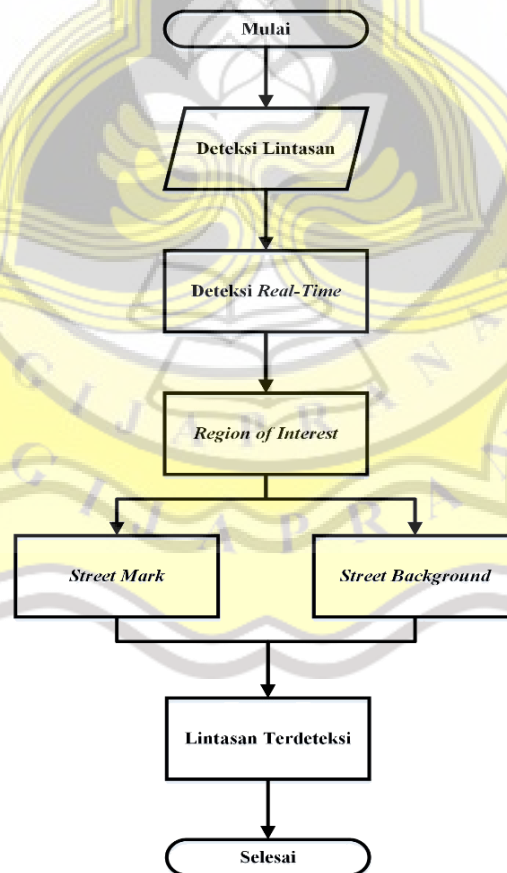 Mulai
Deteksi Lintasan
Deteksi Real-Time
Region of Interest
G I J A P R A N A
G I J A P R A N
Street Mark
Street Background
Lintasan Terdeteksi
Selesai